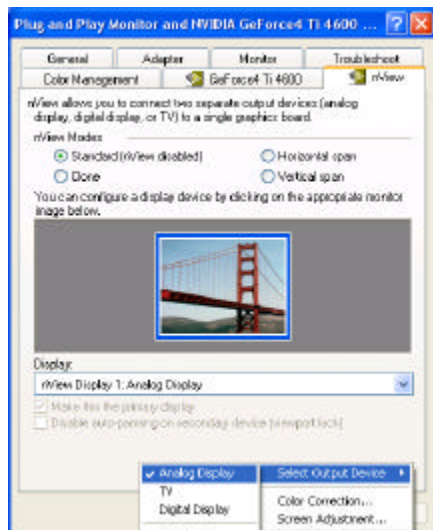 Plug and Play Monitor and NVIDIA GeForce4 Ti 4600 ...
General Adapter Monitor Troubleshoot
Color Management GeForce4 Ti 4600 nView
nView allows you to connect two separate output devices (analog
display, digital display, or TV) to a single graphics board.
nView Modes
Standard (nView disabled) Horizontal span
Clone Vertical span
You can configure a display device by clicking on the appropriate monitor
image below.
Display:
nView Display 1: Analog Display
Make this the primary display
Disable auto-panning on secondary device (viewport lock)
Analog Display Select Output Device
TV
Digital Display Color Correction...
Screen Adjustment...